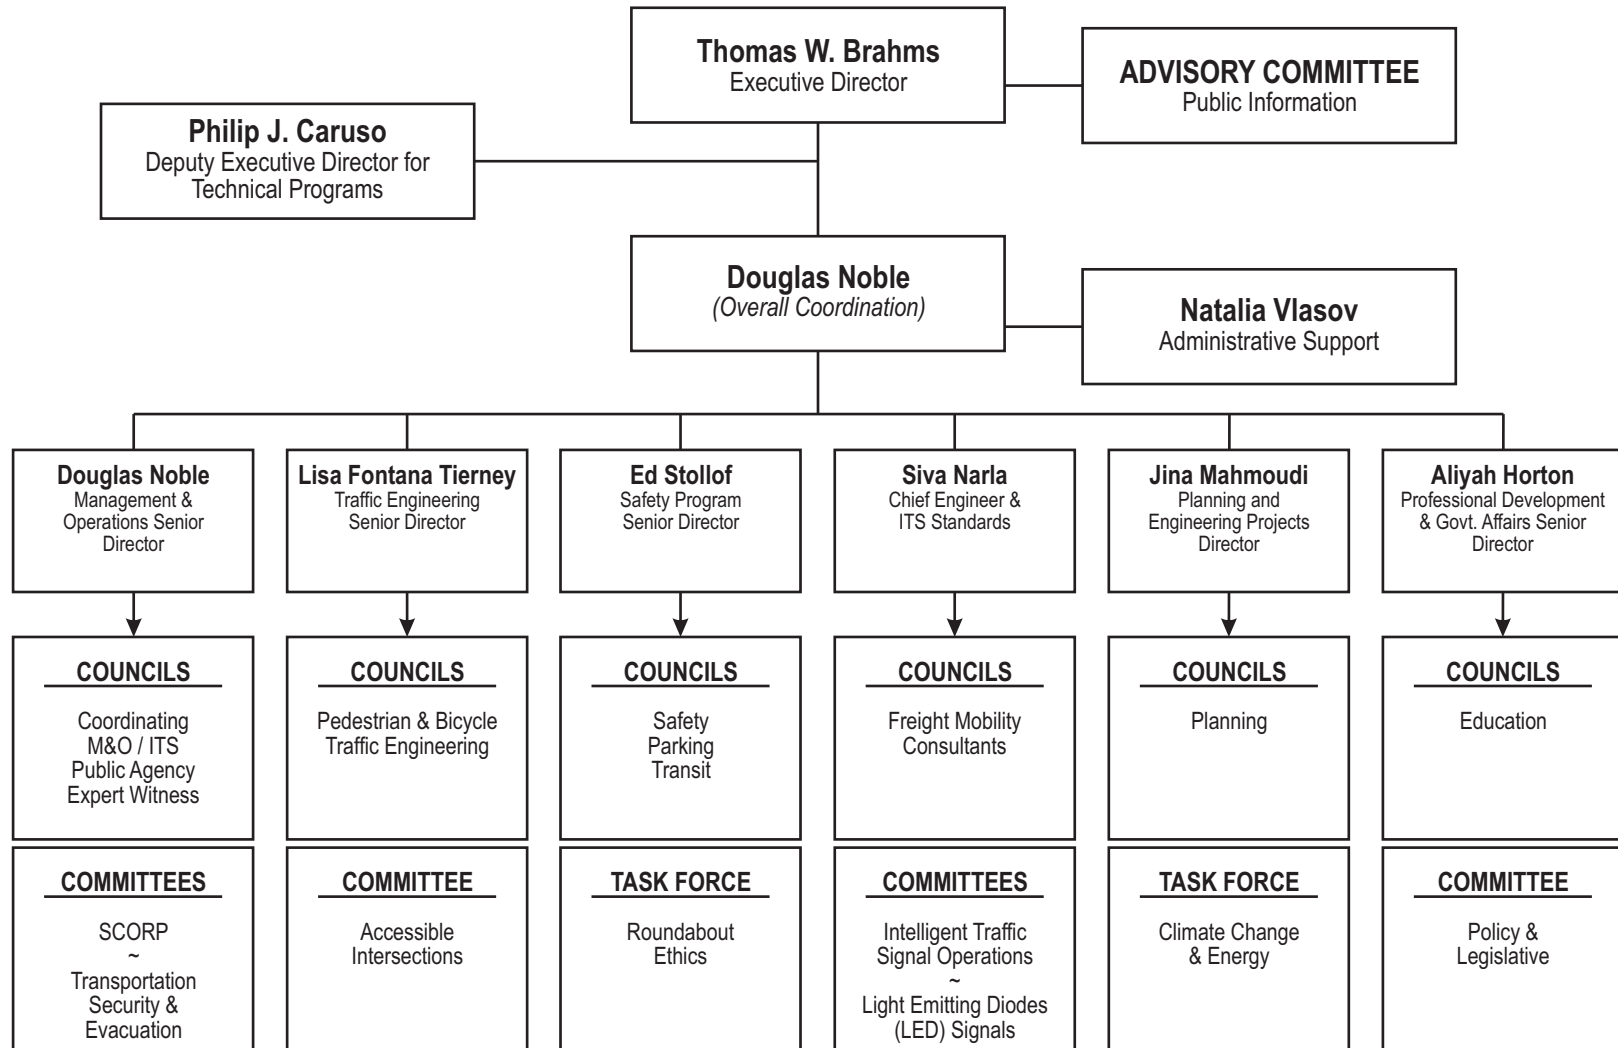 Thomas W. Brahms
Executive Director
ADVISORY COMMITTEE
Public Information
Philip J. Caruso
Deputy Executive Director for
Technical Programs
Douglas Noble
(Overall Coordination)
Natalia Vlasov
Administrative Support
Douglas Noble
Management &
Operations Senior
Director
Lisa Fontana Tierney
Traffic Engineering
Senior Director
Ed Stollof
Safety Program
Senior Director
Siva Narla
Chief Engineer &
ITS Standards
Jina Mahmoudi
Planning and
Engineering Projects
Director
Aliyah Horton
Professional Development
& Govt. Affairs Senior
Director
COUNCILS
Coordinating
M&O / ITS
Public Agency
Expert Witness
COUNCILS
Pedestrian & Bicycle
Traffic Engineering
COUNCILS
Safety
Parking
Transit
COUNCILS
Freight Mobility
Consultants
COUNCILS
Planning
COUNCILS
Education
COMMITTEES
SCORP
~
Transportation
Security &
Evacuation
COMMITTEE
Accessible
Intersections
TASK FORCE
Roundabout
Ethics
COMMITTEES
Intelligent Traffic
Signal Operations
~
Light Emitting Diodes
(LED) Signals
TASK FORCE
Climate Change
& Energy
COMMITTEE
Policy &
Legislative